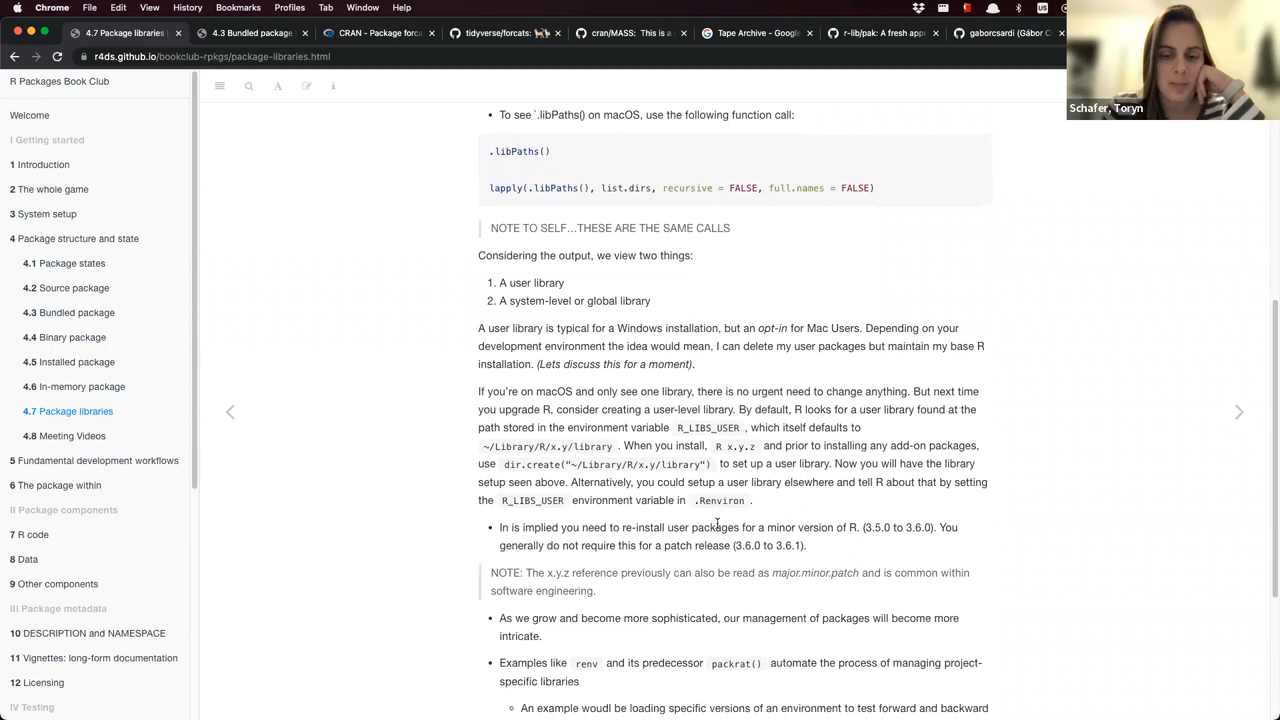 Chrome File Edit View History Bookmarks Profiles Tab Window Help
4.7 Package libraries
4.3 Bundled package
CRAN - Package forca
tidyverse/forcats:
cran/MASS: This is a
Tape Archive - Google
r-lib/pak: A fresh app
gaborcsardi (Gábor C
r4ds.github.io/bookclub-rpkgs/package-libraries.html
Schafer, Toryn
R Packages Book Club
Welcome
I Getting started
1 Introduction
2 The whole game
3 System setup
4 Package structure and state
4.1 Package states
4.2 Source package
4.3 Bundled package
4.4 Binary package
4.5 Installed package
4.6 In-memory package
4.7 Package libraries
4.8 Meeting Videos
5 Fundamental development workflows
6 The package within
II Package components
7 R code
8 Data
9 Other components
III Package metadata
10 DESCRIPTION and NAMESPACE
11 Vignettes: long-form documentation
12 Licensing
IV Testing
• To see `.libPaths() on macOS, use the following function call:
.libPaths()
lapply(.libPaths(), list.dirs, recursive = FALSE, full.names = FALSE)
NOTE TO SELF…THESE ARE THE SAME CALLS
Considering the output, we view two things:
1. A user library
2. A system-level or global library
A user library is typical for a Windows installation, but an opt-in for Mac Users. Depending on your
development environment the idea would mean, I can delete my user packages but maintain my base R
installation. (Lets discuss this for a moment).
If you're on macOS and only see one library, there is no urgent need to change anything. But next time
you upgrade R, consider creating a user-level library. By default, R looks for a user library found at the
path stored in the environment variable R_LIBS_USER, which itself defaults to
~/Library/R/x.y/library . When you install, R x.y.z and prior to installing any add-on packages,
use dir.create("~/Library/R/x.y/library") to set up a user library. Now you will have the library
setup seen above. Alternatively, you could setup a user library elsewhere and tell R about that by setting
the R_LIBS_USER environment variable in .Renviron.
• In is implied you need to re-install user packages for a minor version of R. (3.5.0 to 3.6.0). You
generally do not require this for a patch release (3.6.0 to 3.6.1).
NOTE: The x.y.z reference previously can also be read as major.minor.patch and is common within
software engineering.
• As we grow and become more sophisticated, our management of packages will become more
intricate.
• Examples like renv and its predecessor packrat() automate the process of managing project-
specific libraries
An example woudl be loading specific versions of an environment to test forward and backward